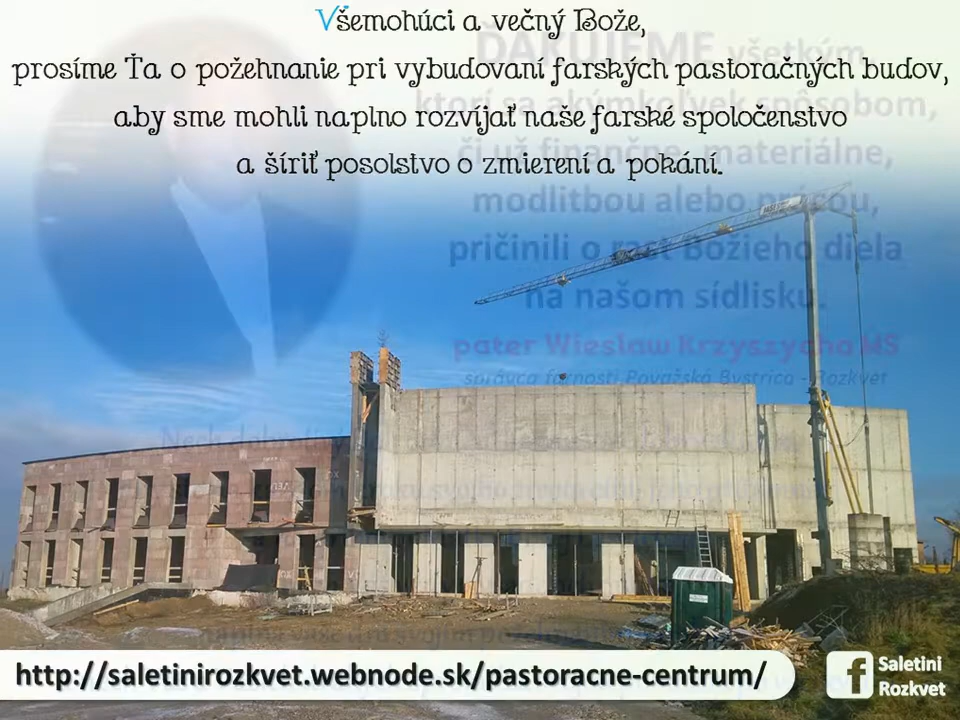 Všemohúci a večný Bože,
prosíme Ťa o požehnanie pri vybudovaní farských pastoračných budov,
aby sme mohli naplno rozvíjať naše farské spoločenstvo
a šíriť posolstvo o zmierení a pokání.
ĎAKUJEME všetkým,
ktorí sa akýmkoľvek spôsobom,
či už finančne, materiálne,
modlitbou alebo prácou,
pričinili o rast Božieho diela
na našom sídlisku.
pater Wiesław Krzyszycha MS
správca farnosti Považská Bystrica - Rozkvet
http://saletinirozkvet.webnode.sk/pastoracne-centrum/
Saletini
Rozkvet